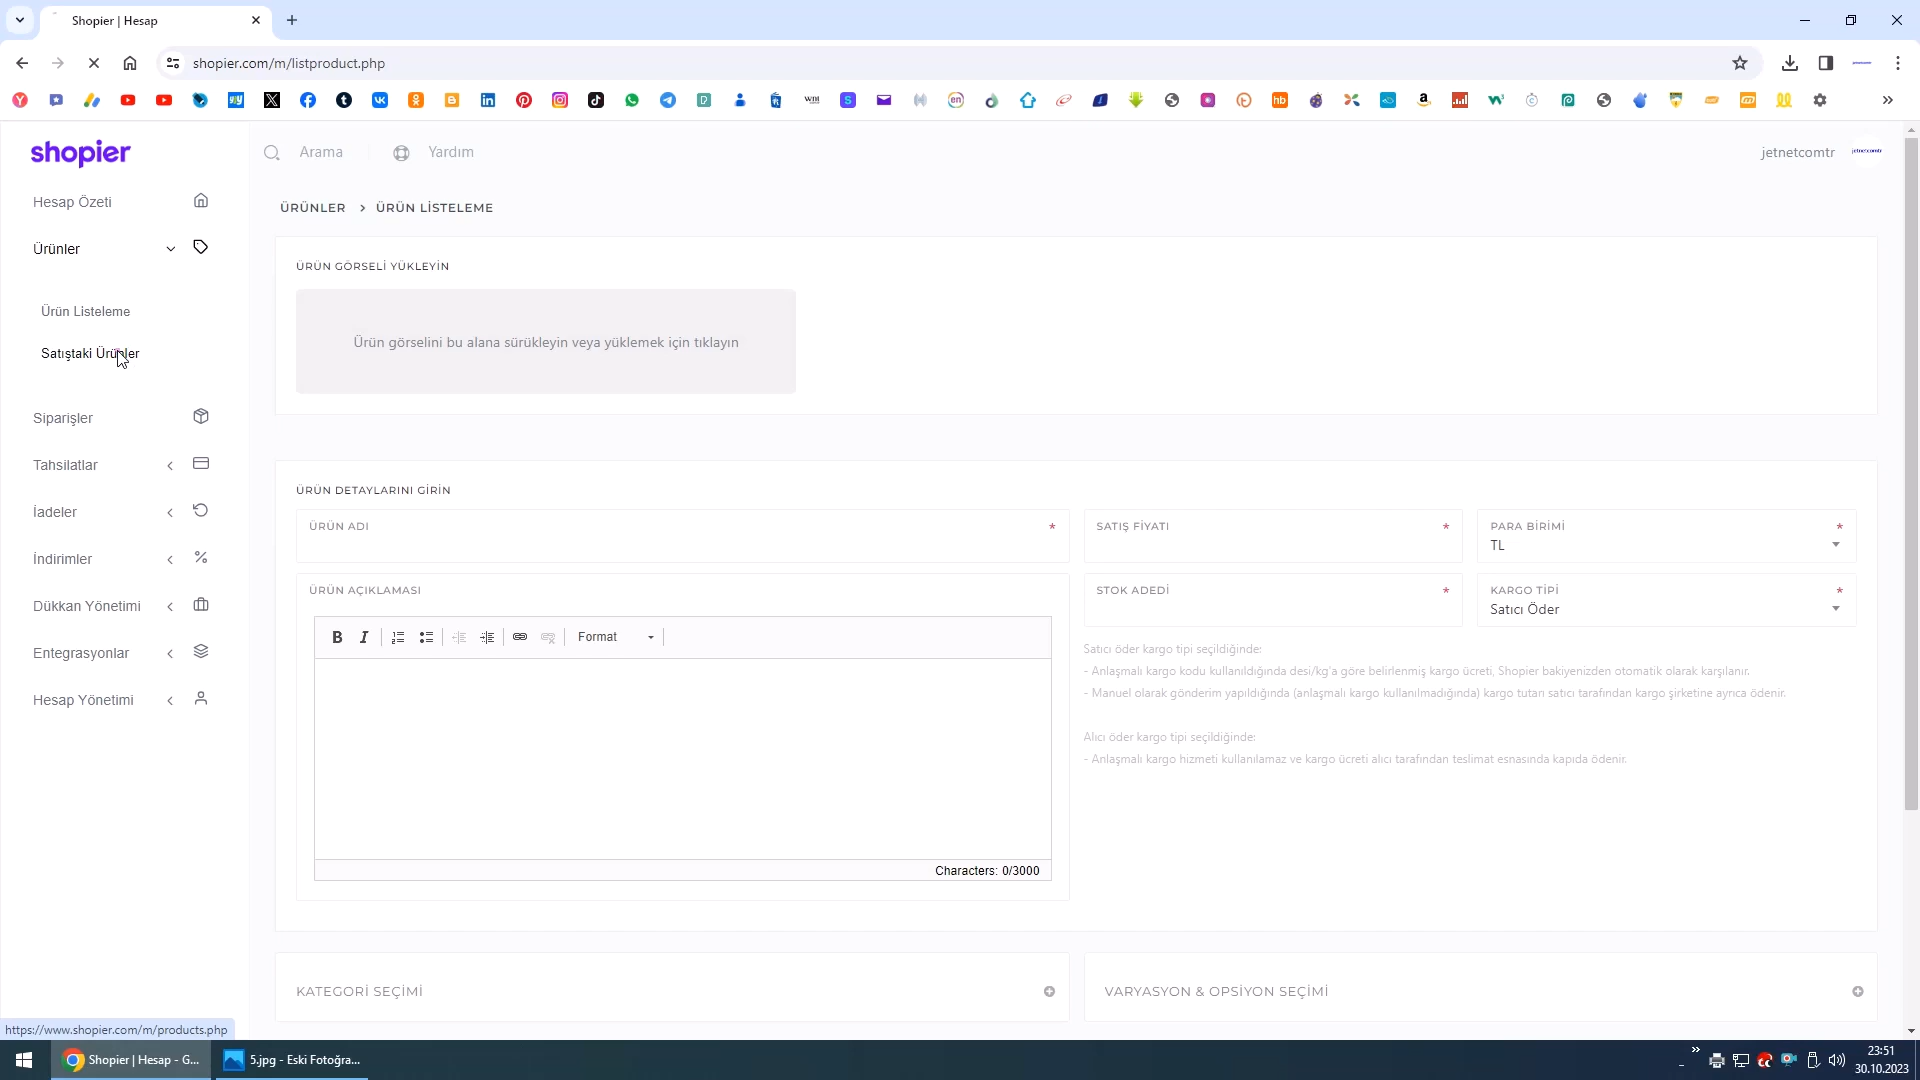 Shopier | Hesap
shopier.com/m/listproduct.php
shopier
Arama
Yardım
jetnetcomtr
jetnetcomtr
Hesap Özeti
Ürünler
Ürün Listeleme
Satıştaki Ürünler
Siparişler
Tahsilatlar
İadeler
İndirimler
Dükkan Yönetimi
Entegrasyonlar
Hesap Yönetimi
ÜRÜNLER > ÜRÜN LİSTELEME
ÜRÜN GÖRSELİ YÜKLEYİN
Ürün görselini bu alana sürükleyin veya yüklemek için tıklayın
ÜRÜN DETAYLARINI GİRİN
ÜRÜN ADI *
SATIŞ FİYATI *
PARA BİRİMİ *
TL
ÜRÜN AÇIKLAMASI
STOK ADEDİ *
KARGO TİPİ *
Satıcı Öder
B I Format
Satıcı öder kargo tipi seçildiğinde:
- Anlaşmalı kargo kodu kullanıldığında desi/kg'a göre belirlenmiş kargo ücreti, Shopier bakiyenizden otomatik olarak karşılanır.
- Manuel olarak gönderim yapıldığında (anlaşmalı kargo kullanılmadığında) kargo tutarı satıcı tarafından kargo şirketine ayrıca ödenir.
Alıcı öder kargo tipi seçildiğinde:
- Anlaşmalı kargo hizmeti kullanılamaz ve kargo ücreti alıcı tarafından teslimat esnasında kapıda ödenir.
Characters: 0/3000
KATEGORİ SEÇİMİ
VARYASYON & OPSİYON SEÇİMİ
https://www.shopier.com/m/products.php
Shopier | Hesap - G...
5.jpg - Eski Fotoğra...
23:51
30.10.2023